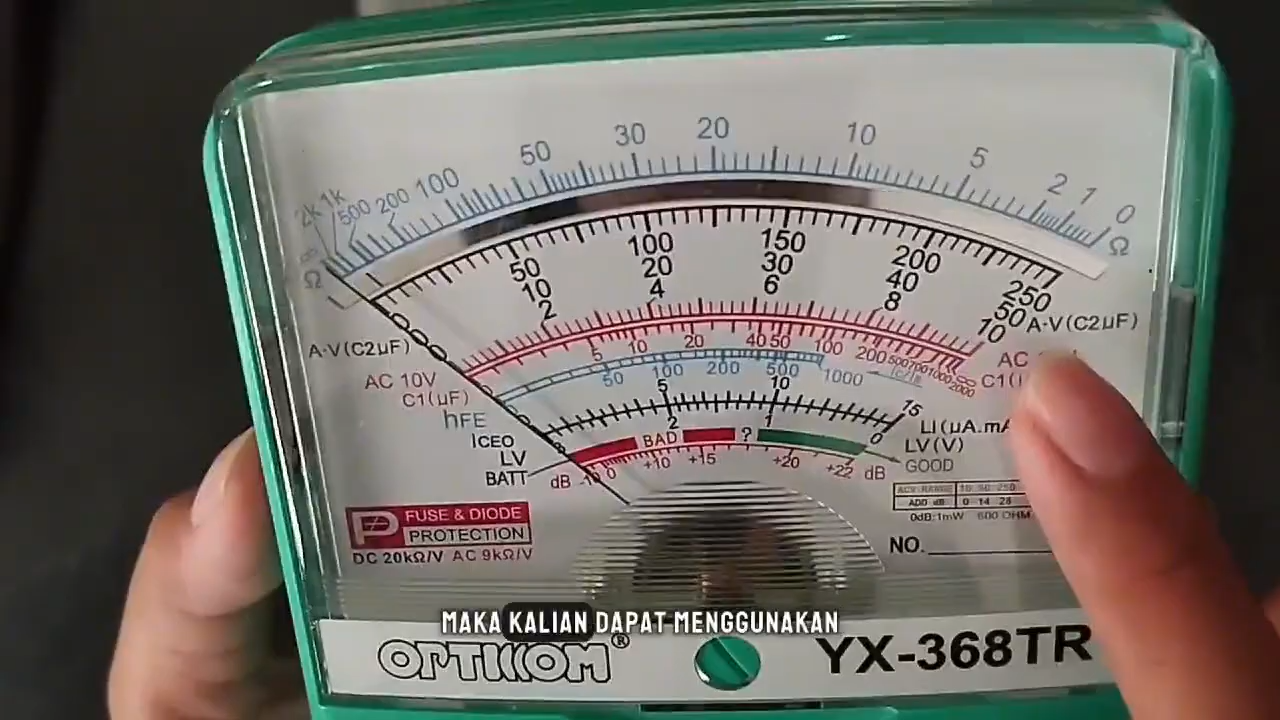 20
30
10
50
5
100
2
1
0
2k 1k 500 200
∞
Ω
Ω
100 150 200
50 250
20 30 40
10 50
4 6 8
2 10
A·V(C2µF)
A·V(C2µF)
AC 10V
C1(µF)
AC
5 10 20 40 50 100 200 500 700 1000 2000 ∞
hFE
50 100 200 500 1000
Ic/IB
ICEO
5 10 15
LI(µA.mA
LV
2 1 0
LV(V)
BATT
BAD ? GOOD
dB -10 0 +10 +15 +20 +22 dB
ACV RANGE 10 50 250
ADD dB 0 14 28
0dB:1mW 600 OHM
P FUSE & DIODE
PROTECTION
DC 20kΩ/V AC 9kΩ/V
NO.
MAKA KALIAN DAPAT MENGGUNAKAN
OPTICOM®
YX-368TR